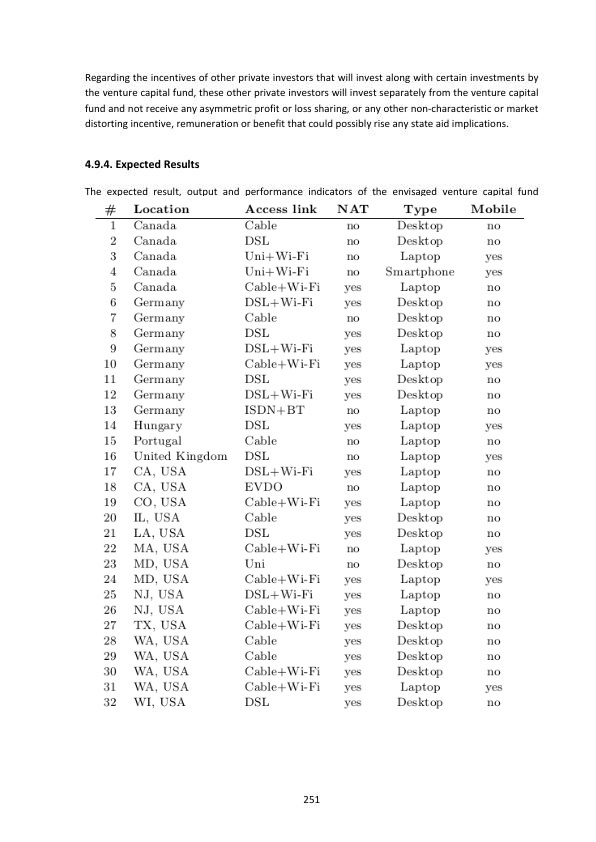 Regarding the incentives of other private investors that will invest along with certain investments by
the venture capital fund, these other private investors will invest separately from the venture capital
fund and not receive any asymmetric profit or loss sharing, or any other non-characteristic or market
distorting incentive, remuneration or benefit that could possibly rise any state aid implications.
4.9.4. Expected Results
The expected result, output and performance indicators of the envisaged venture capital fund
# Location Access link NAT Type Mobile
1 Canada Cable no Desktop no
2 Canada DSL no Desktop no
3 Canada Uni+Wi-Fi no Laptop yes
4 Canada Uni+Wi-Fi no Smartphone yes
5 Canada Cable+Wi-Fi yes Laptop no
6 Germany DSL+Wi-Fi yes Desktop no
7 Germany Cable no Desktop no
8 Germany DSL yes Desktop no
9 Germany DSL+Wi-Fi yes Laptop yes
10 Germany Cable+Wi-Fi yes Laptop yes
11 Germany DSL yes Desktop no
12 Germany DSL+Wi-Fi yes Desktop no
13 Germany ISDN+BT no Laptop no
14 Hungary DSL yes Laptop yes
15 Portugal Cable no Laptop no
16 United Kingdom DSL no Laptop yes
17 CA, USA DSL+Wi-Fi yes Laptop no
18 CA, USA EVDO no Laptop no
19 CO, USA Cable+Wi-Fi yes Laptop no
20 IL, USA Cable yes Desktop no
21 LA, USA DSL yes Desktop no
22 MA, USA Cable+Wi-Fi no Laptop yes
23 MD, USA Uni no Desktop no
24 MD, USA Cable+Wi-Fi yes Laptop yes
25 NJ, USA DSL+Wi-Fi yes Laptop no
26 NJ, USA Cable+Wi-Fi yes Laptop no
27 TX, USA Cable+Wi-Fi yes Desktop no
28 WA, USA Cable yes Desktop no
29 WA, USA Cable yes Desktop no
30 WA, USA Cable+Wi-Fi yes Desktop no
31 WA, USA Cable+Wi-Fi yes Laptop yes
32 WI, USA DSL yes Desktop no
251